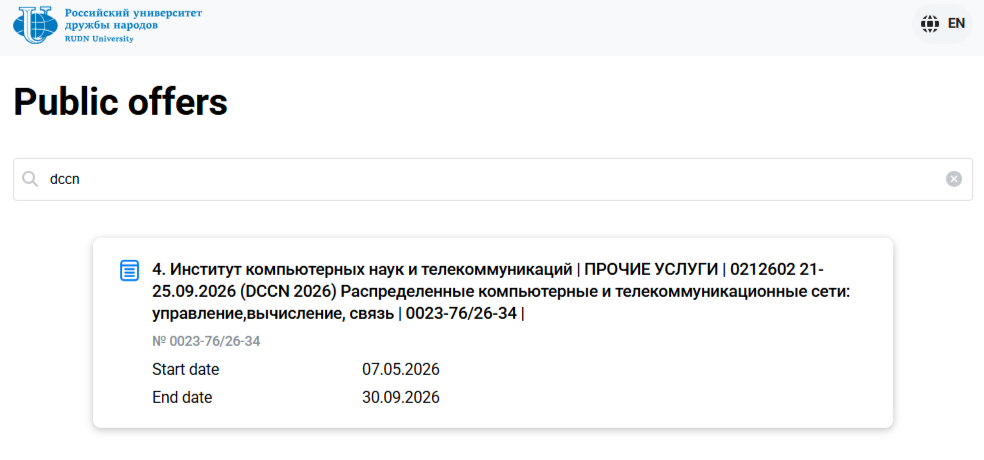 Российский университет
дружбы народов
RUDN University
EN
Public offers
dccn
4. Институт компьютерных наук и телекоммуникаций | ПРОЧИЕ УСЛУГИ | 0212602 21-
25.09.2026 (DCCN 2026) Распределенные компьютерные и телекоммуникационные сети:
управление,вычисление, связь | 0023-76/26-34 |
№ 0023-76/26-34
Start date 07.05.2026
End date 30.09.2026